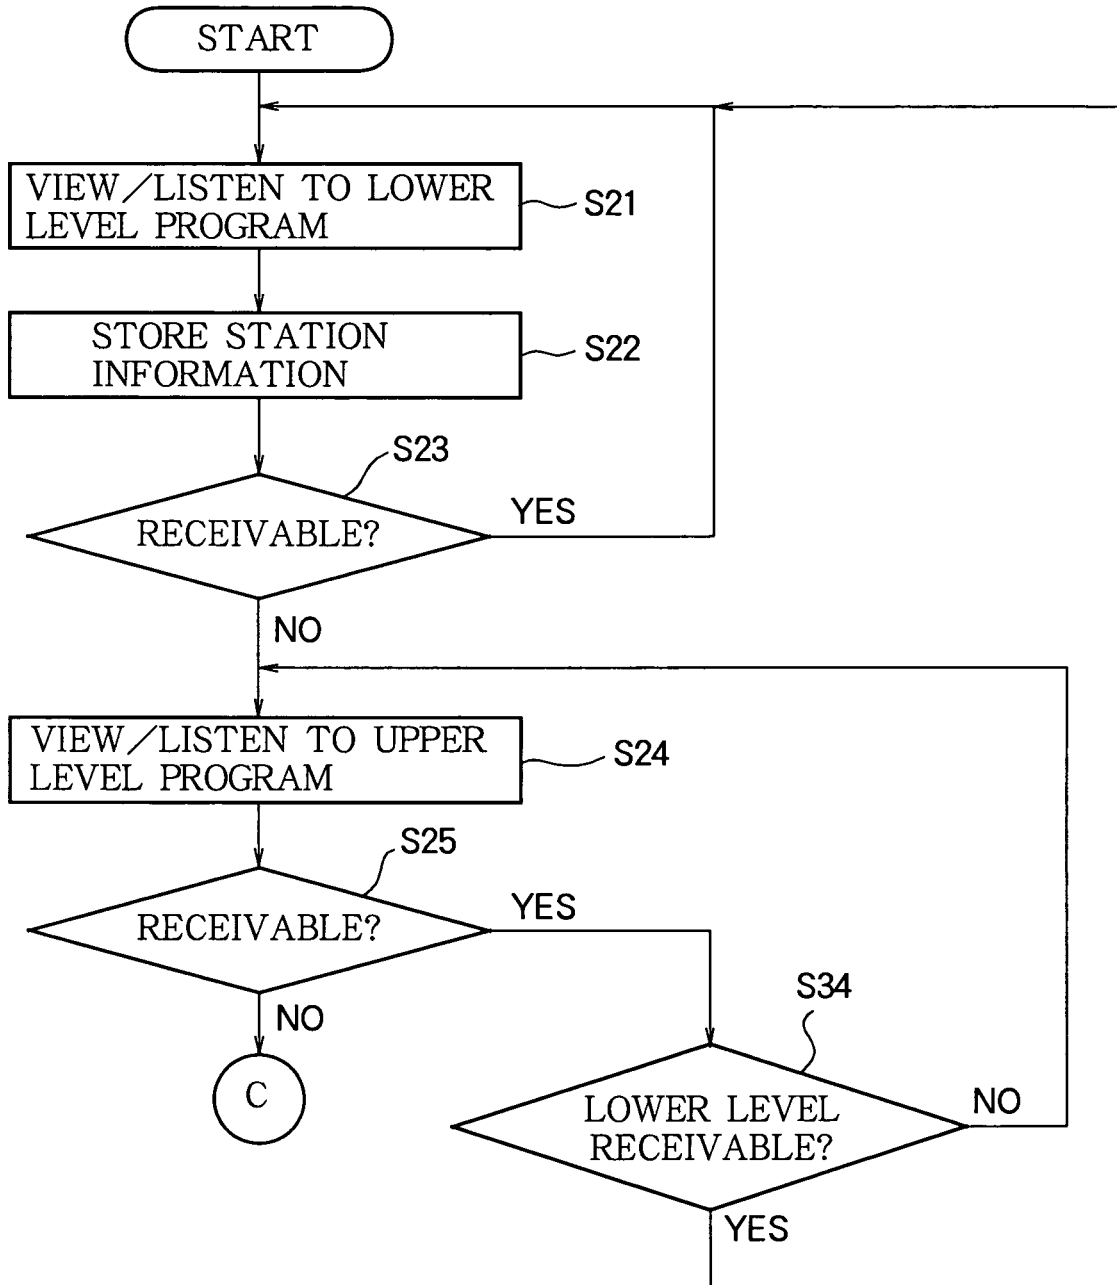 START
VIEW/LISTEN TO LOWER
LEVEL PROGRAM
S21
STORE STATION
INFORMATION
S22
S23
RECEIVABLE?
YES
NO
VIEW/LISTEN TO UPPER
LEVEL PROGRAM
S24
S25
RECEIVABLE?
YES
NO
C
S34
LOWER LEVEL
RECEIVABLE?
NO
YES